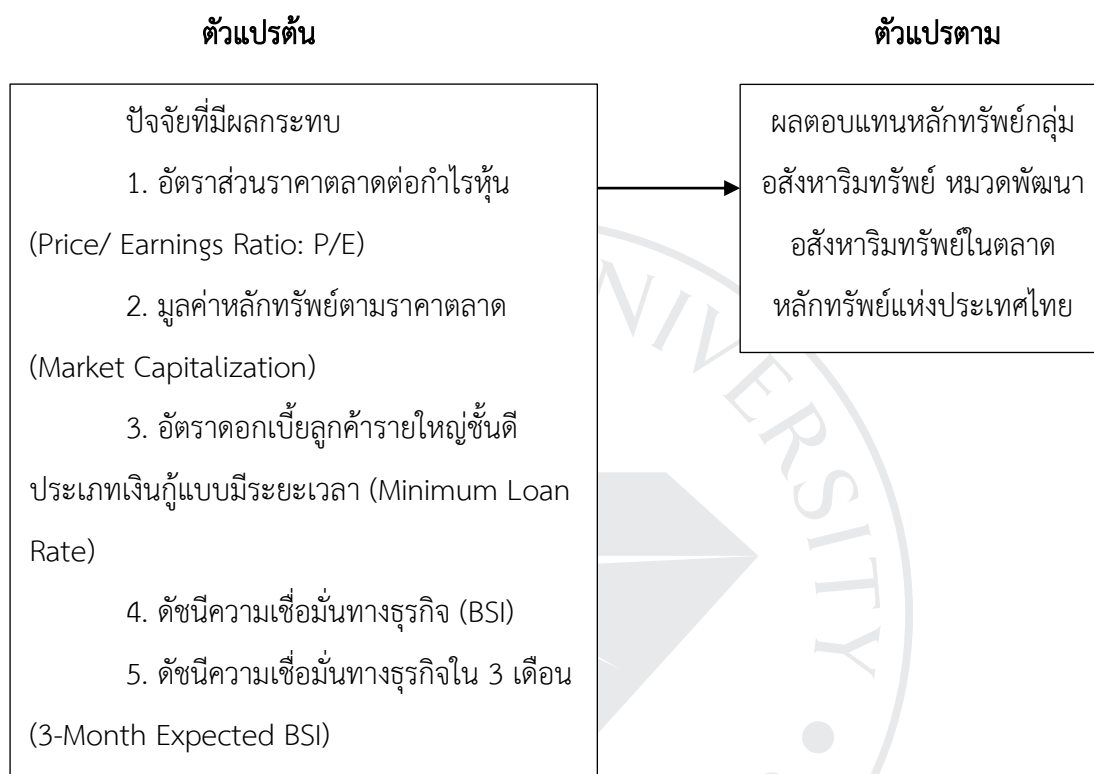 ตัวแปรต้น
ตัวแปรตาม
ปัจจัยที่มีผลกระทบ
1. อัตราส่วนราคาตลาดต่อกำไรหุ้น
(Price/ Earnings Ratio: P/E)
2. มูลค่าหลักทรัพย์ตามราคาตลาด
(Market Capitalization)
3. อัตราดอกเบี้ยลูกค้ารายใหญ่ชั้นดี
ประเภทเงินกู้แบบมีระยะเวลา (Minimum Loan
Rate)
4. ดัชนีความเชื่อมั่นทางธุรกิจ (BSI)
5. ดัชนีความเชื่อมั่นทางธุรกิจใน 3 เดือน
(3-Month Expected BSI)
ผลตอบแทนหลักทรัพย์กลุ่ม
อสังหาริมทรัพย์ หมวดพัฒนา
อสังหาริมทรัพย์ในตลาด
หลักทรัพย์แห่งประเทศไทย
UNIVERSITY